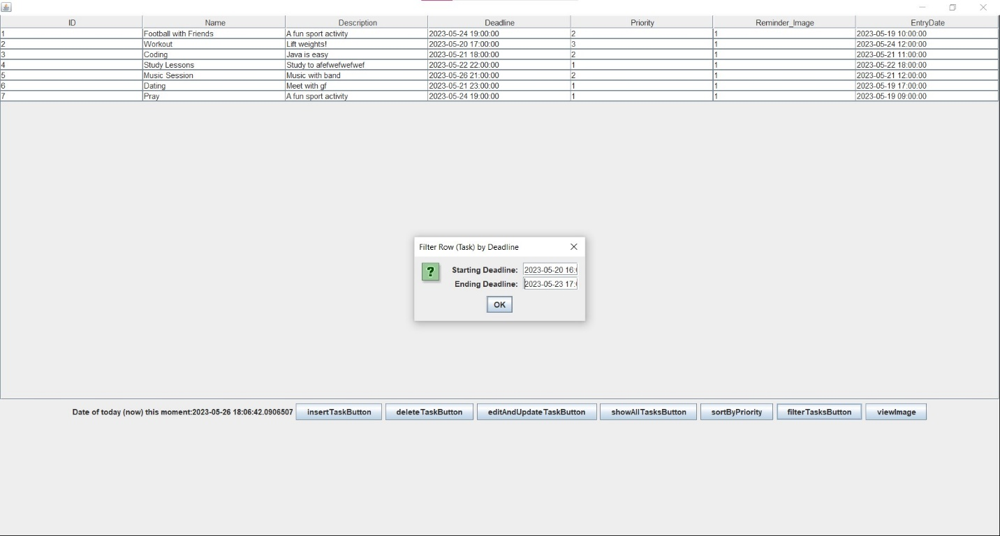 ID Name Description Deadline Priority Reminder_Image EntryDate
1 Football with Friends A fun sport activity 2023-05-24 19:00:00 2 1 2023-05-19 10:00:00
2 Workout Lift weights! 2023-05-20 17:00:00 3 1 2023-05-24 12:00:00
3 Coding Java is easy 2023-05-21 18:00:00 2 1 2023-05-21 11:00:00
4 Study Lessons Study to afefwefwefwef 2023-05-22 22:00:00 1 1 2023-05-22 18:00:00
5 Music Session Music with band 2023-05-26 21:00:00 2 1 2023-05-21 12:00:00
6 Dating Meet with gf 2023-05-21 23:00:00 1 1 2023-05-19 17:00:00
7 Pray A fun sport activity 2023-05-24 19:00:00 1 1 2023-05-19 09:00:00
Filter Row (Task) by Deadline
? Starting Deadline: 2023-05-20 16:
Ending Deadline: 2023-05-23 17:
OK
Date of today (now) this moment:2023-05-26 18:06:42.0906507 insertTaskButton deleteTaskButton editAndUpdateTaskButton showAllTasksButton sortByPriority filterTasksButton viewImage